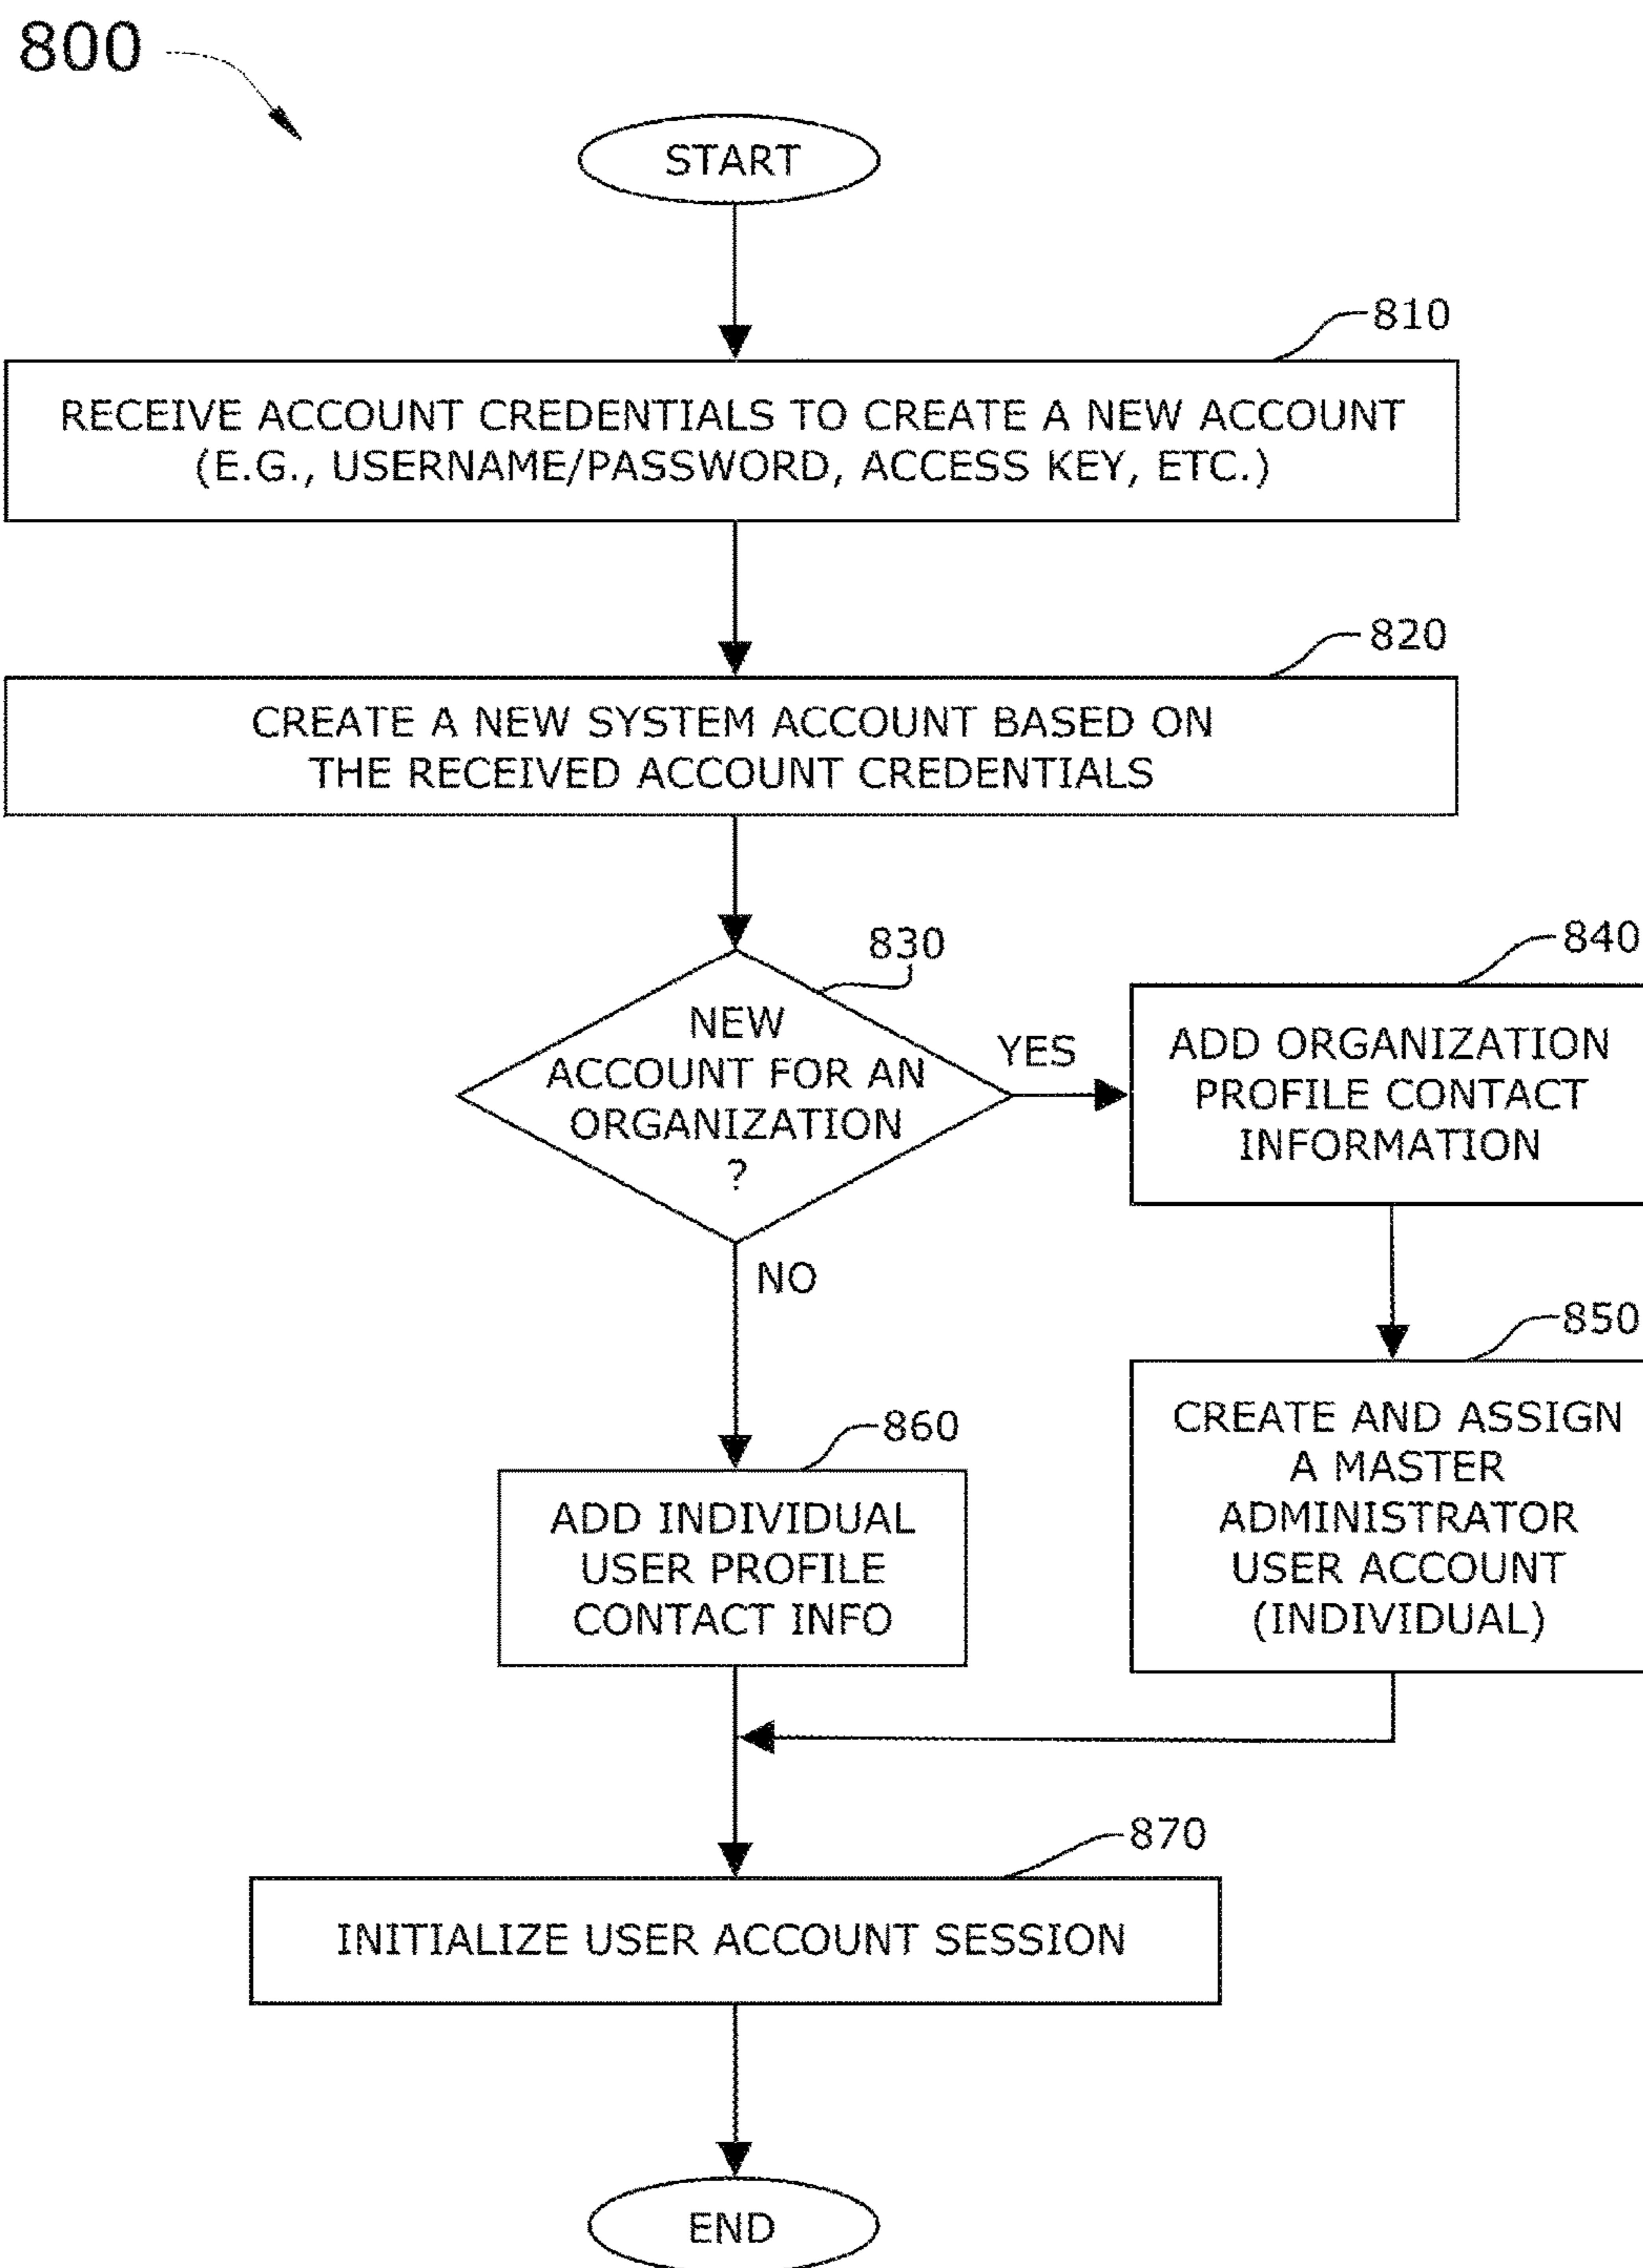 800
START
810
RECEIVE ACCOUNT CREDENTIALS TO CREATE A NEW ACCOUNT
(E.G., USERNAME/PASSWORD, ACCESS KEY, ETC.)
820
CREATE A NEW SYSTEM ACCOUNT BASED ON
THE RECEIVED ACCOUNT CREDENTIALS
830
NEW
ACCOUNT FOR AN
ORGANIZATION
?
YES
840
ADD ORGANIZATION
PROFILE CONTACT
INFORMATION
NO
850
CREATE AND ASSIGN
A MASTER
ADMINISTRATOR
USER ACCOUNT
(INDIVIDUAL)
860
ADD INDIVIDUAL
USER PROFILE
CONTACT INFO
870
INITIALIZE USER ACCOUNT SESSION
END